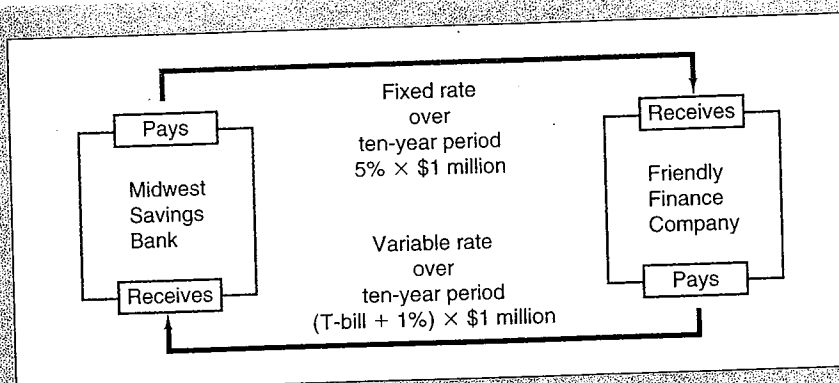 Fixed rate
over
ten-year period
5% × $1 million
Pays
Receives
Midwest
Savings
Bank
Friendly
Finance
Company
Variable rate
over
ten-year period
(T-bill + 1%) × $1 million
Receives
Pays